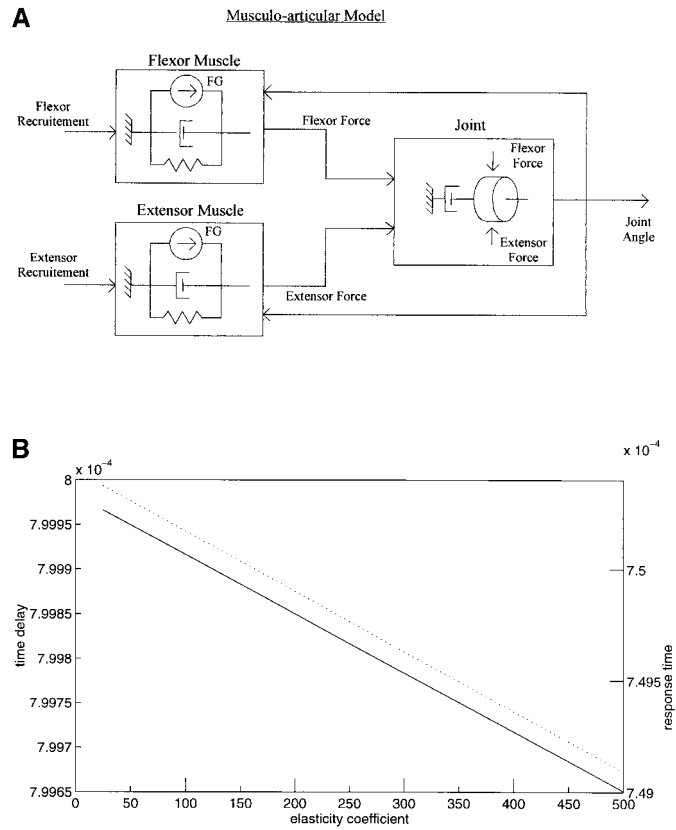 A
Musculo-articular Model
Flexor Muscle
FG
Flexor
Recruitement
Flexor Force
Joint
Flexor
Force
Extensor Muscle
FG
Extensor
Recruitement
Extensor Force
Extensor
Force
Joint
Angle
B
x 10⁻⁴
x 10⁻⁴
8
7.9995
7.999
7.9985
7.998
7.9975
7.997
7.9965
time delay
7.5
7.495
7.49
response time
0 50 100 150 200 250 300 350 400 450 500
elasticity coefficient